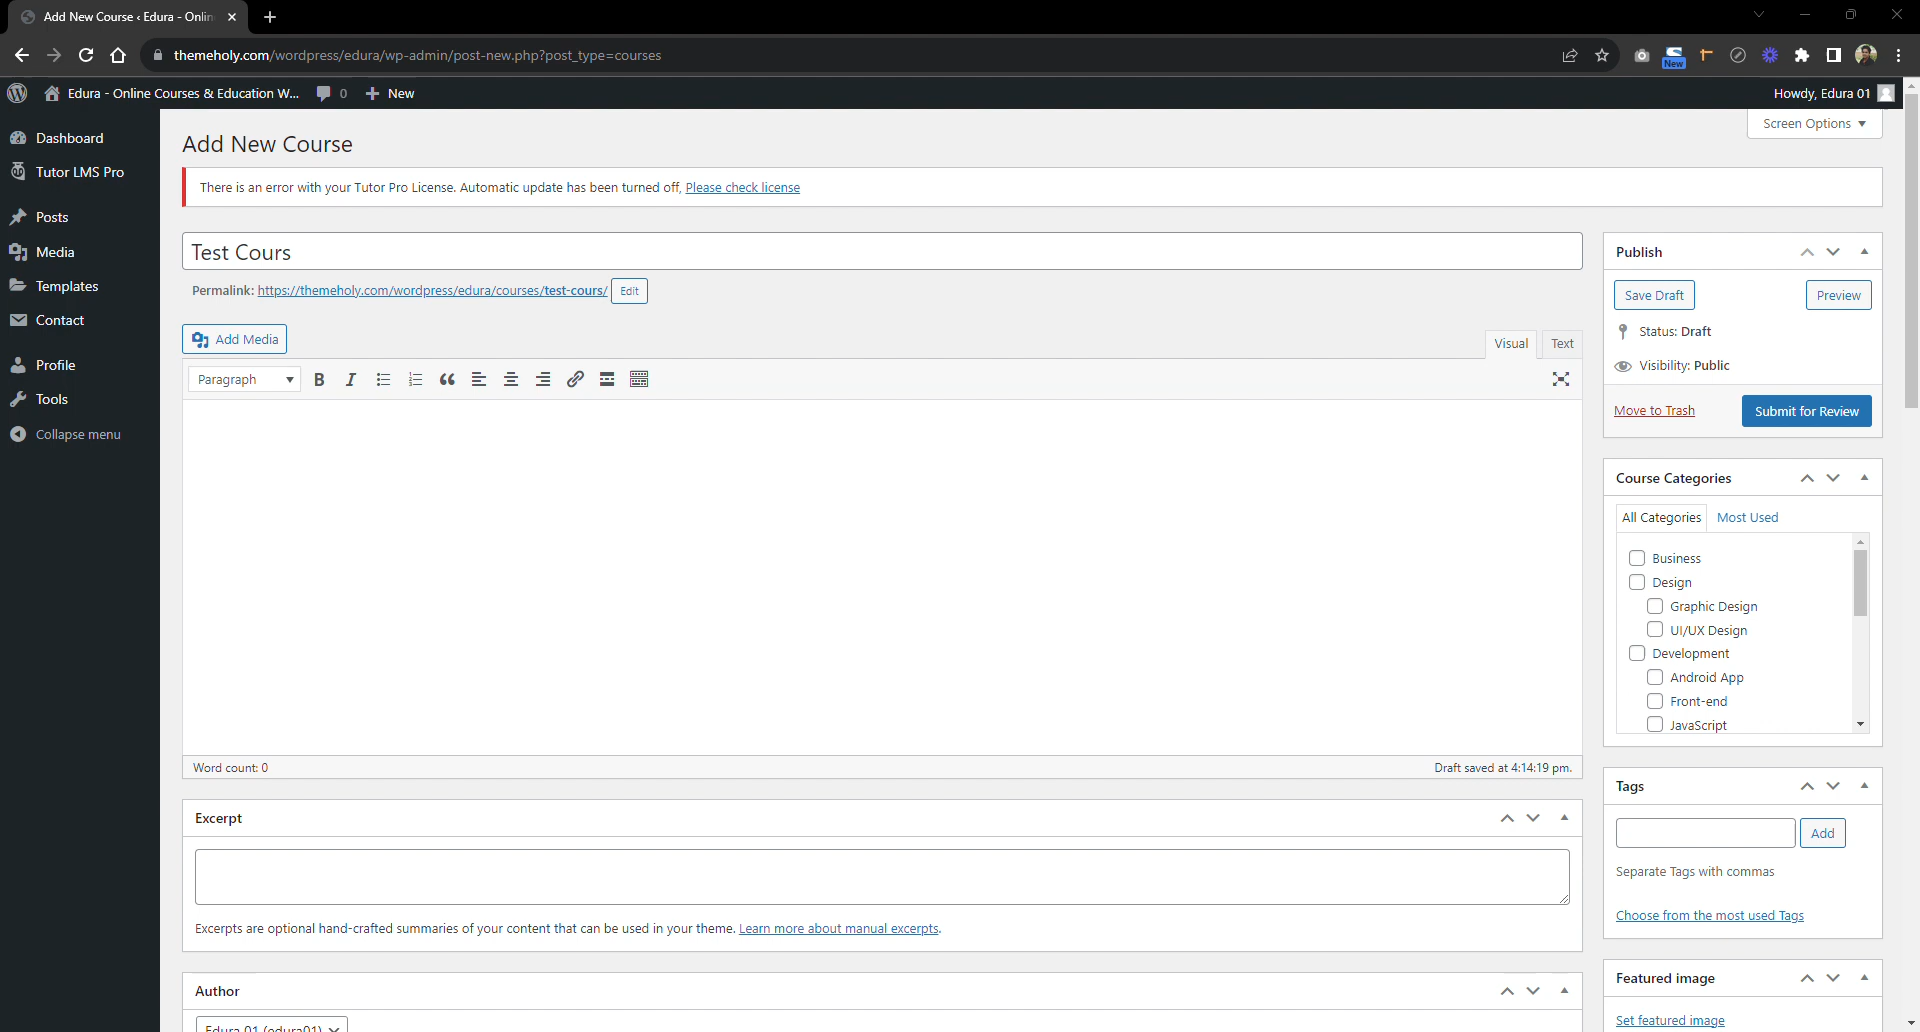 Add New Course ‹ Edura - Onlin
themeholy.com/wordpress/edura/wp-admin/post-new.php?post_type=courses
New
Edura - Online Courses & Education W...
0
New
Howdy, Edura 01
Dashboard
Tutor LMS Pro
Posts
Media
Templates
Contact
Profile
Tools
Collapse menu
Screen Options
Add New Course
There is an error with your Tutor Pro License. Automatic update has been turned off, Please check license
Test Cours
Permalink: https://themeholy.com/wordpress/edura/courses/test-cours/ Edit
Add Media
Visual
Text
Paragraph
Word count: 0
Draft saved at 4:14:19 pm.
Excerpt
Excerpts are optional hand-crafted summaries of your content that can be used in your theme. Learn more about manual excerpts.
Author
Edura 01 (edura01)
Publish
Save Draft
Preview
Status: Draft
Visibility: Public
Move to Trash
Submit for Review
Course Categories
All Categories
Most Used
Business
Design
Graphic Design
UI/UX Design
Development
Android App
Front-end
JavaScript
Tags
Add
Separate Tags with commas
Choose from the most used Tags
Featured image
Set featured image